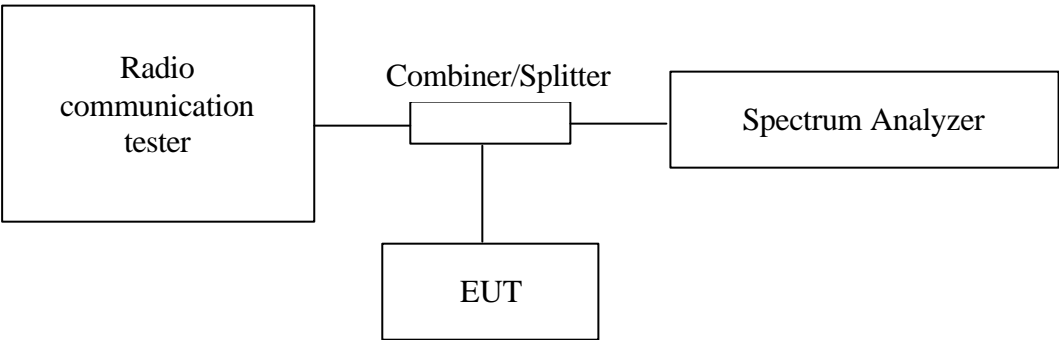 Radio
communication
tester
Combiner/Splitter
Spectrum Analyzer
EUT